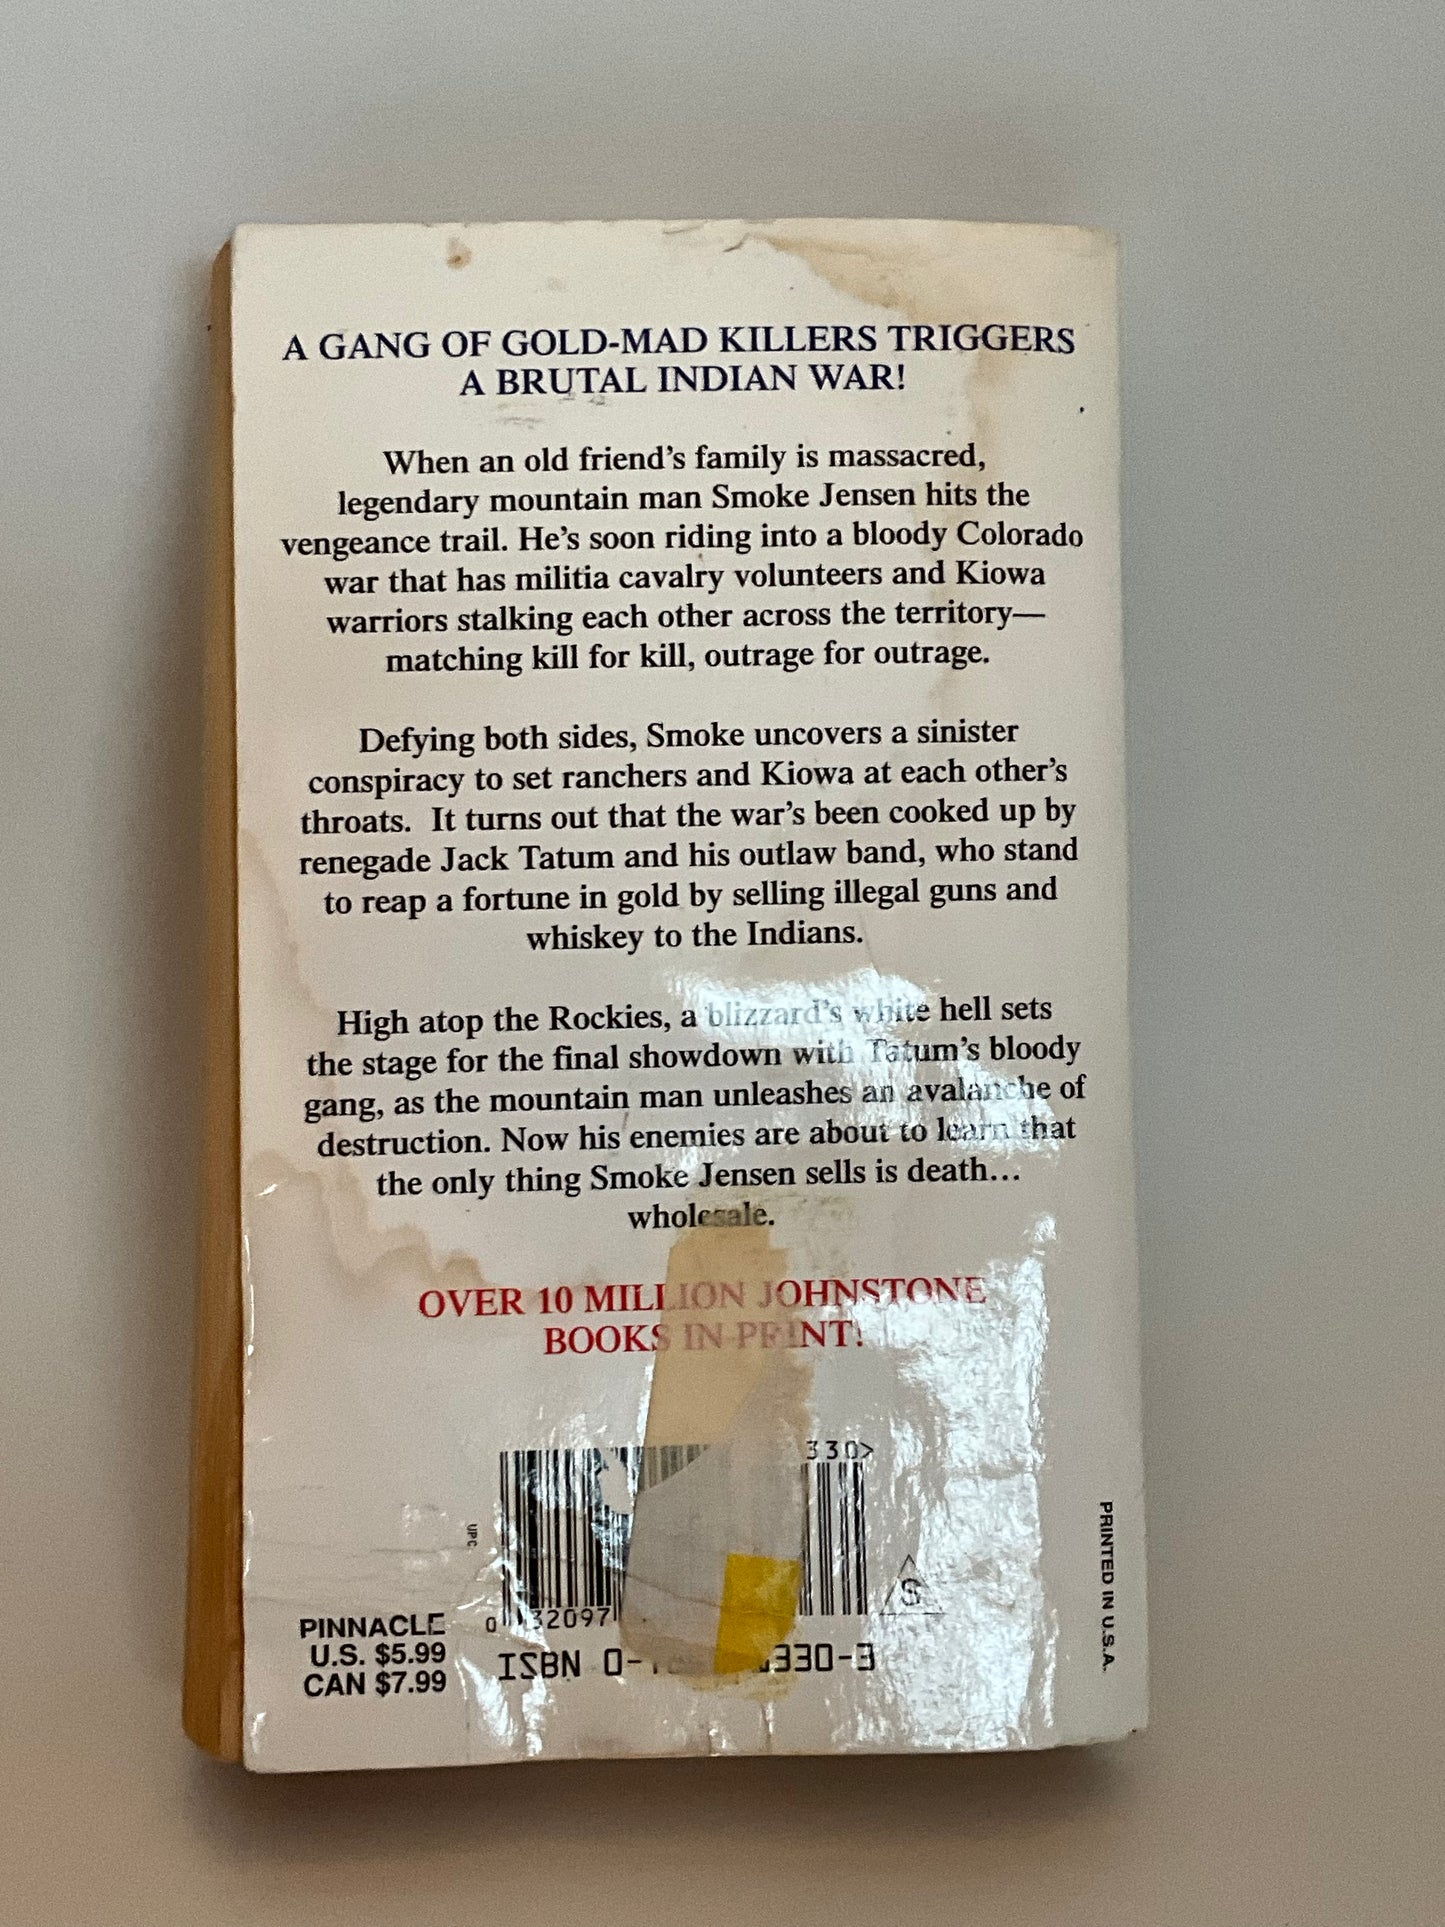 A GANG OF GOLD-MAD KILLERS TRIGGERS
A BRUTAL INDIAN WAR!
When an old friend's family is massacred,
legendary mountain man Smoke Jensen hits the
vengeance trail. He's soon riding into a bloody Colorado
war that has militia cavalry volunteers and Kiowa
warriors stalking each other across the territory—
matching kill for kill, outrage for outrage.
Defying both sides, Smoke uncovers a sinister
conspiracy to set ranchers and Kiowa at each other's
throats.  It turns out that the war's been cooked up by
renegade Jack Tatum and his outlaw band, who stand
to reap a fortune in gold by selling illegal guns and
whiskey to the Indians.
High atop the Rockies, a blizzard's white hell sets
the stage for the final showdown with Tatum's bloody
gang, as the mountain man unleashes an avalanche of
destruction. Now his enemies are about to learn that
the only thing Smoke Jensen sells is death...
wholesale.
OVER 10 MILLION JOHNSTONE
BOOKS IN PRINT!
330>
UPC
S
0 32097
PINNACLE
U.S. $5.99
CAN $7.99
ISBN 0- 330-3
PRINTED IN U.S.A.